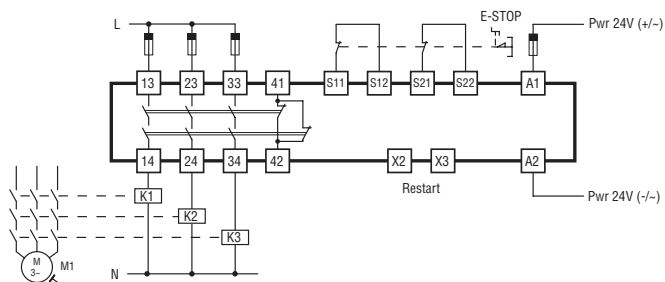 E-STOP
L
Pwr 24V (+/~)
13
23
33
41
S11
S12
S21
S22
A1
14
24
34
42
X2
X3
A2
Restart
K1
Pwr 24V (-/~)
K2
K3
M
3~
M1
N